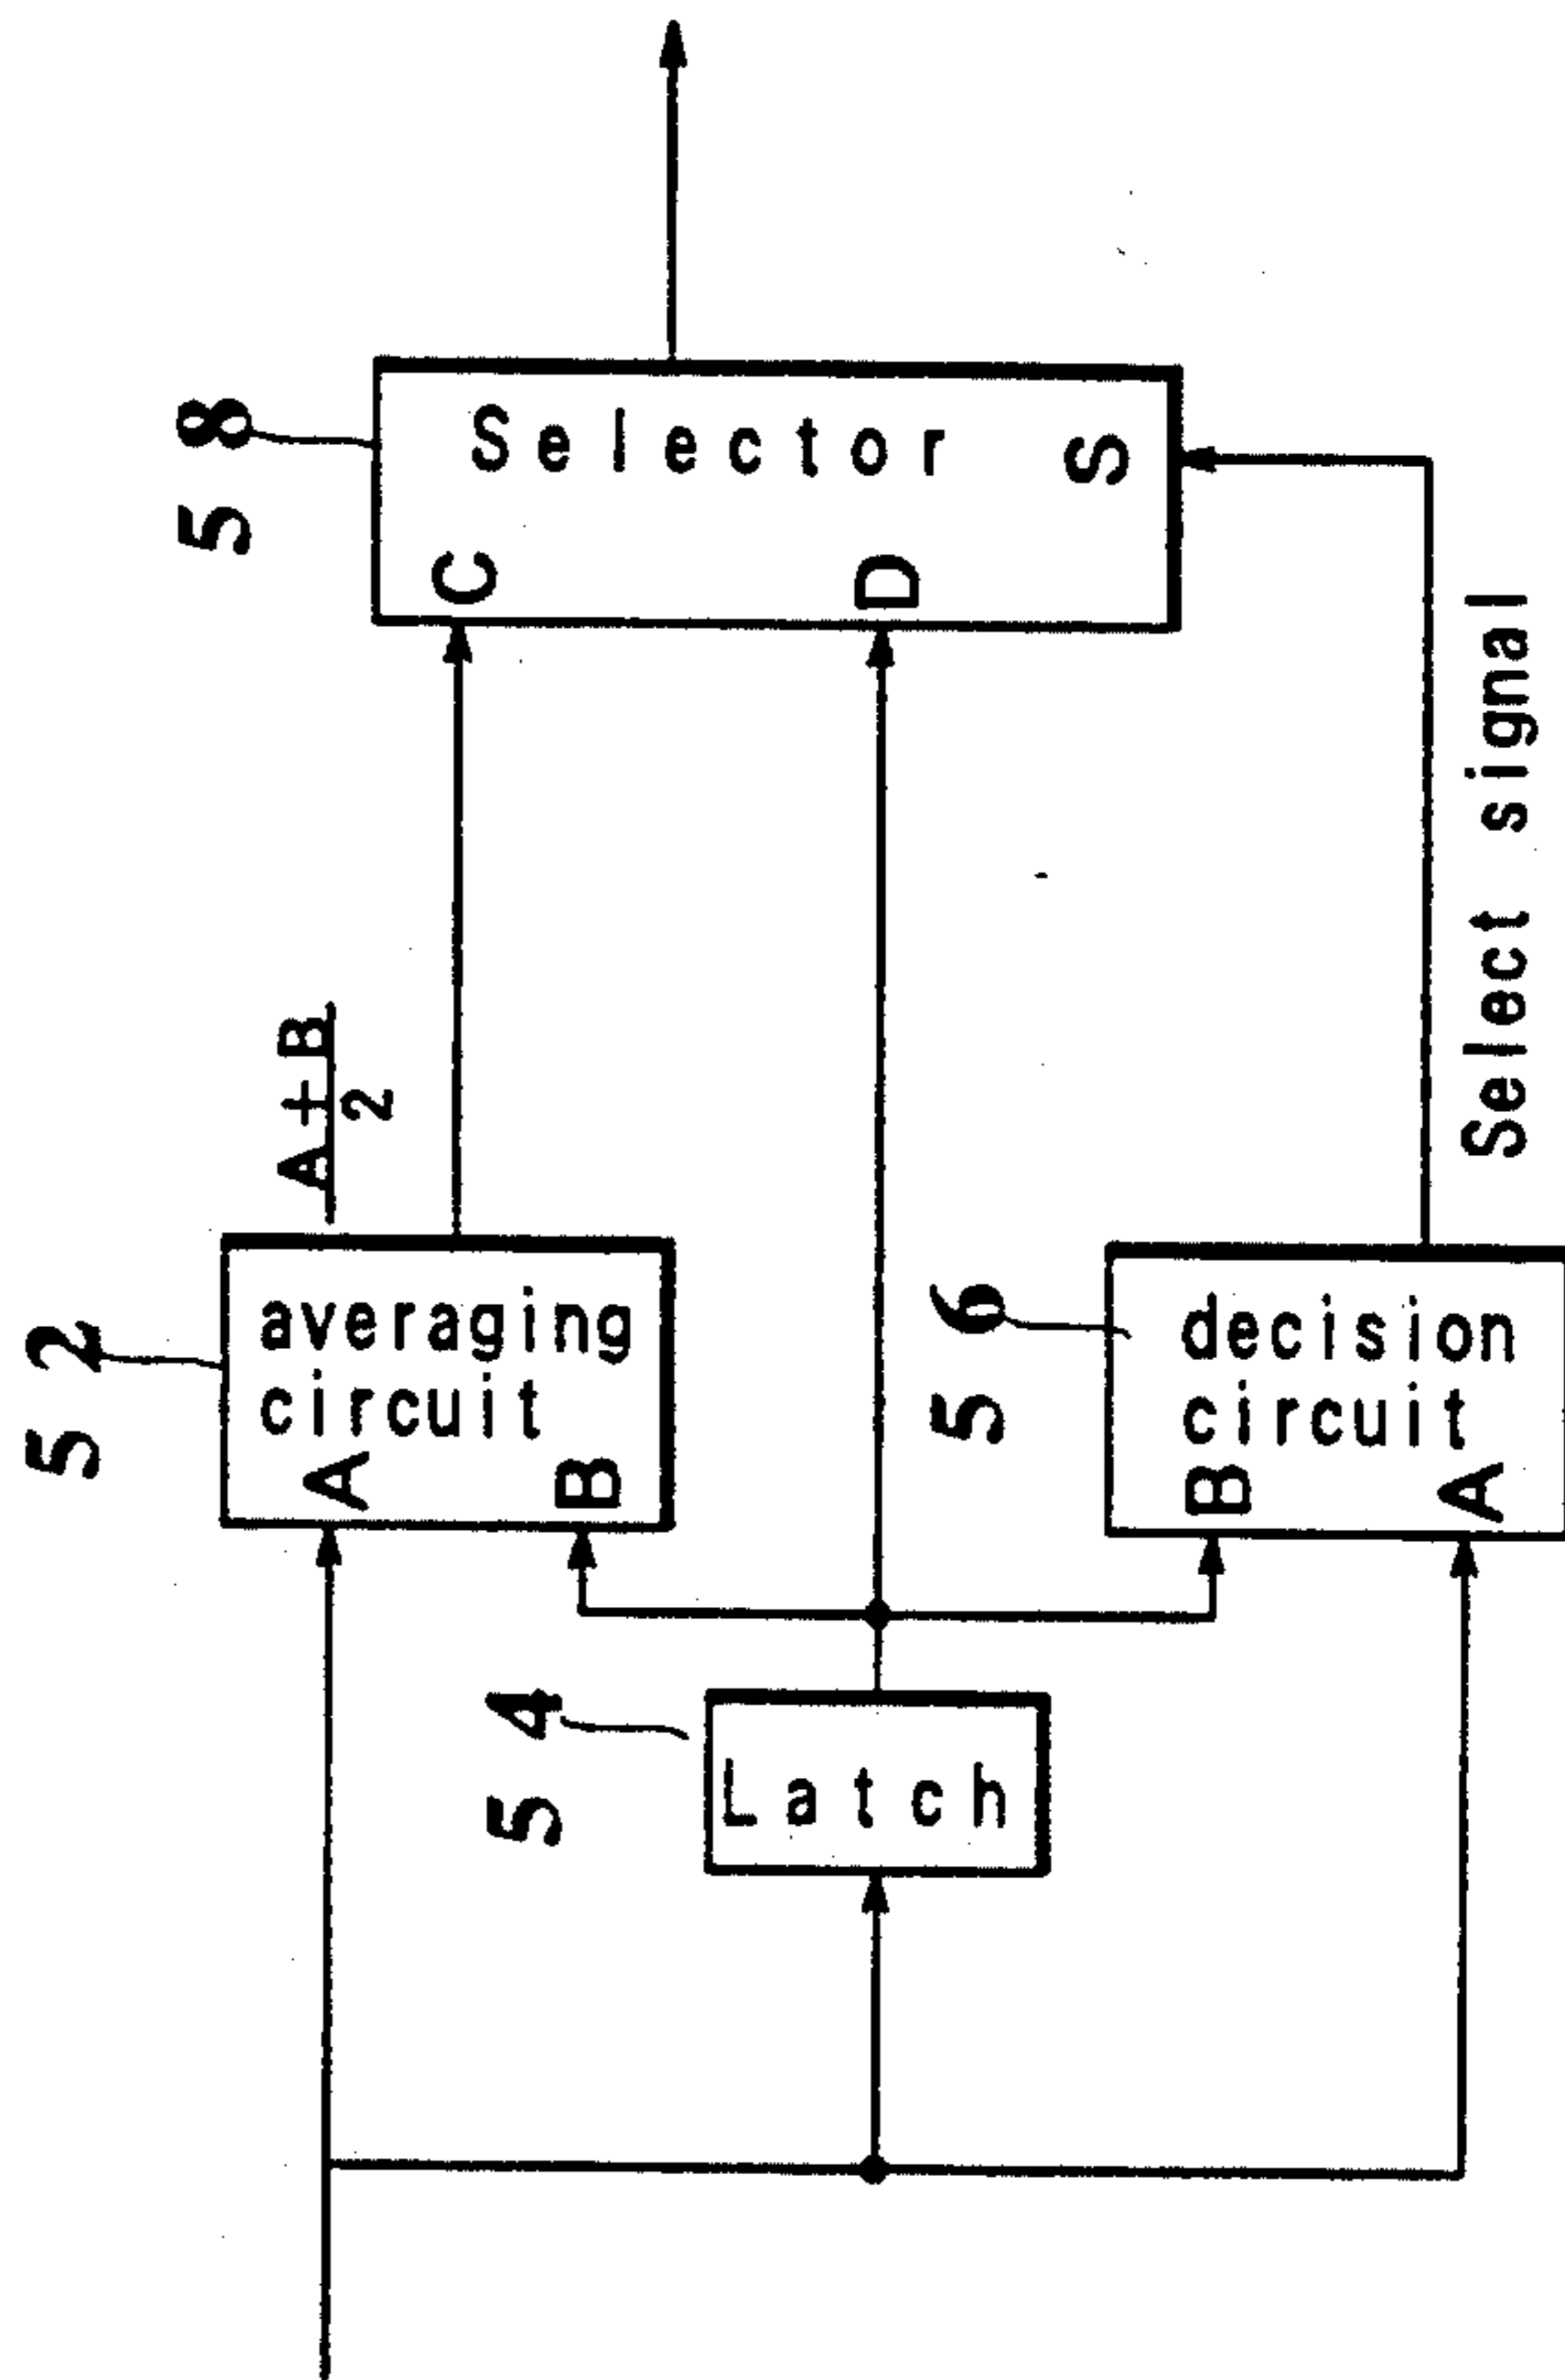 58
Selector
C
D
S
A+B
2
Select signal
52
averaging
circuit
A
B
56
decision
circuit
B
A
54
Latch